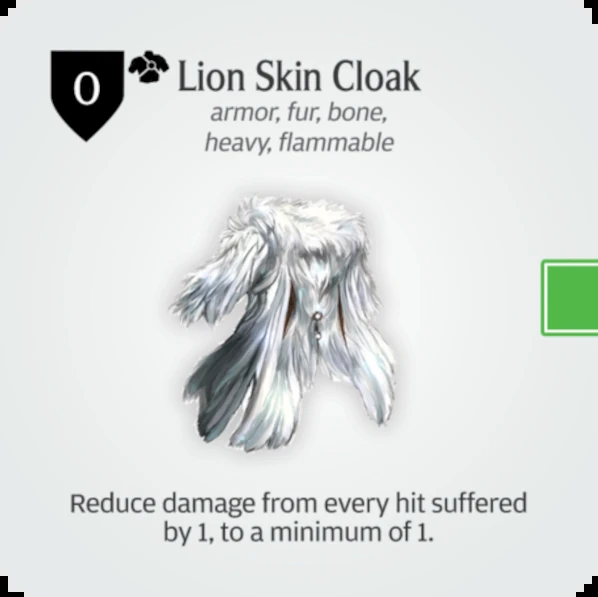 0
Lion Skin Cloak
armor, fur, bone,
heavy, flammable
Reduce damage from every hit suffered
by 1, to a minimum of 1.